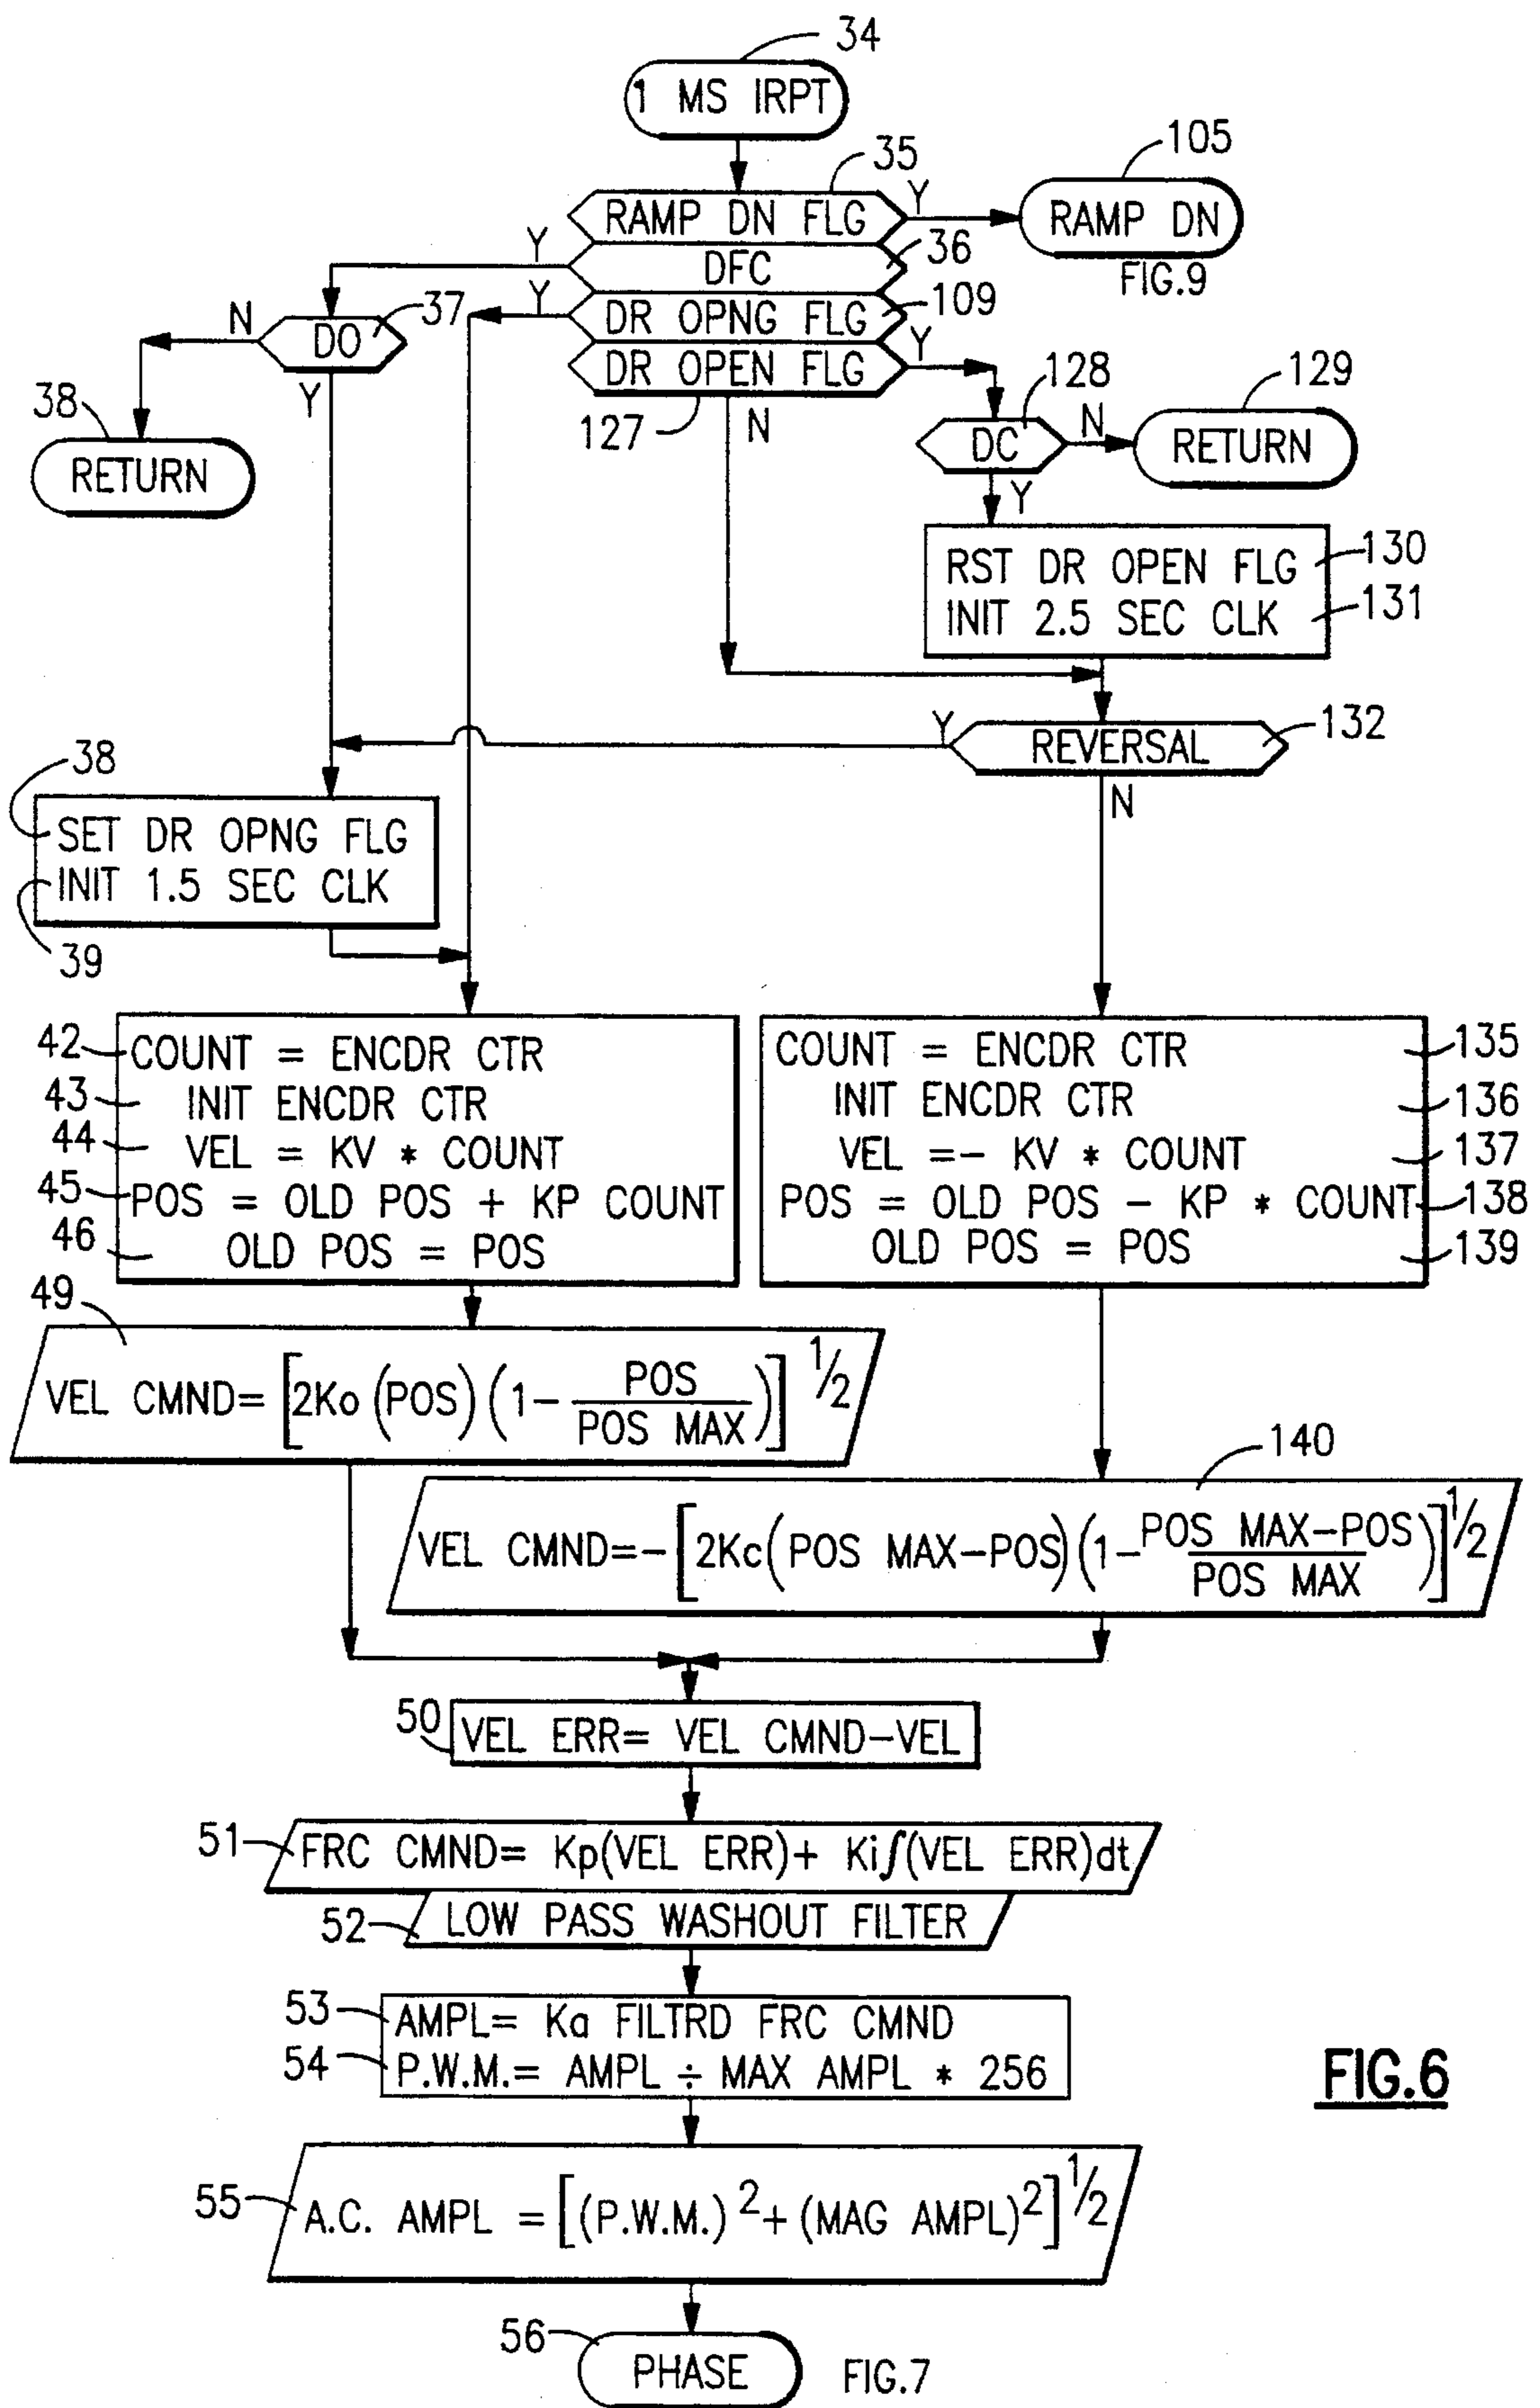 34
1 MS IRPT
35
105
RAMP DN FLG
Y
RAMP DN
FIG.9
Y
DFC
36
Y
DR OPNG FLG
109
N
DO
37
DR OPEN FLG
Y
Y
127
N
128
129
38
RETURN
DC
N
RETURN
Y
RST DR OPEN FLG
130
INIT 2.5 SEC CLK
131
Y
REVERSAL
132
N
38
SET DR OPNG FLG
INIT 1.5 SEC CLK
39
42 COUNT = ENCDR CTR
43 INIT ENCDR CTR
44 VEL = KV * COUNT
45 POS = OLD POS + KP COUNT
46 OLD POS = POS
COUNT = ENCDR CTR 135
INIT ENCDR CTR 136
VEL =- KV * COUNT 137
POS = OLD POS - KP * COUNT 138
OLD POS = POS 139
49
VEL CMND= [2Ko (POS) (1- POS / POS MAX)] 1/2
140
VEL CMND=- [2Kc(POS MAX-POS) (1- POS MAX-POS / POS MAX)] 1/2
50 VEL ERR= VEL CMND-VEL
51 FRC CMND= Kp(VEL ERR)+ Ki∫(VEL ERR)dt
52 LOW PASS WASHOUT FILTER
53 AMPL= Ka FILTRD FRC CMND
54 P.W.M.= AMPL ÷ MAX AMPL * 256
55 A.C. AMPL = [(P.W.M.) 2 + (MAG AMPL) 2] 1/2
56
PHASE
FIG.7
FIG.6